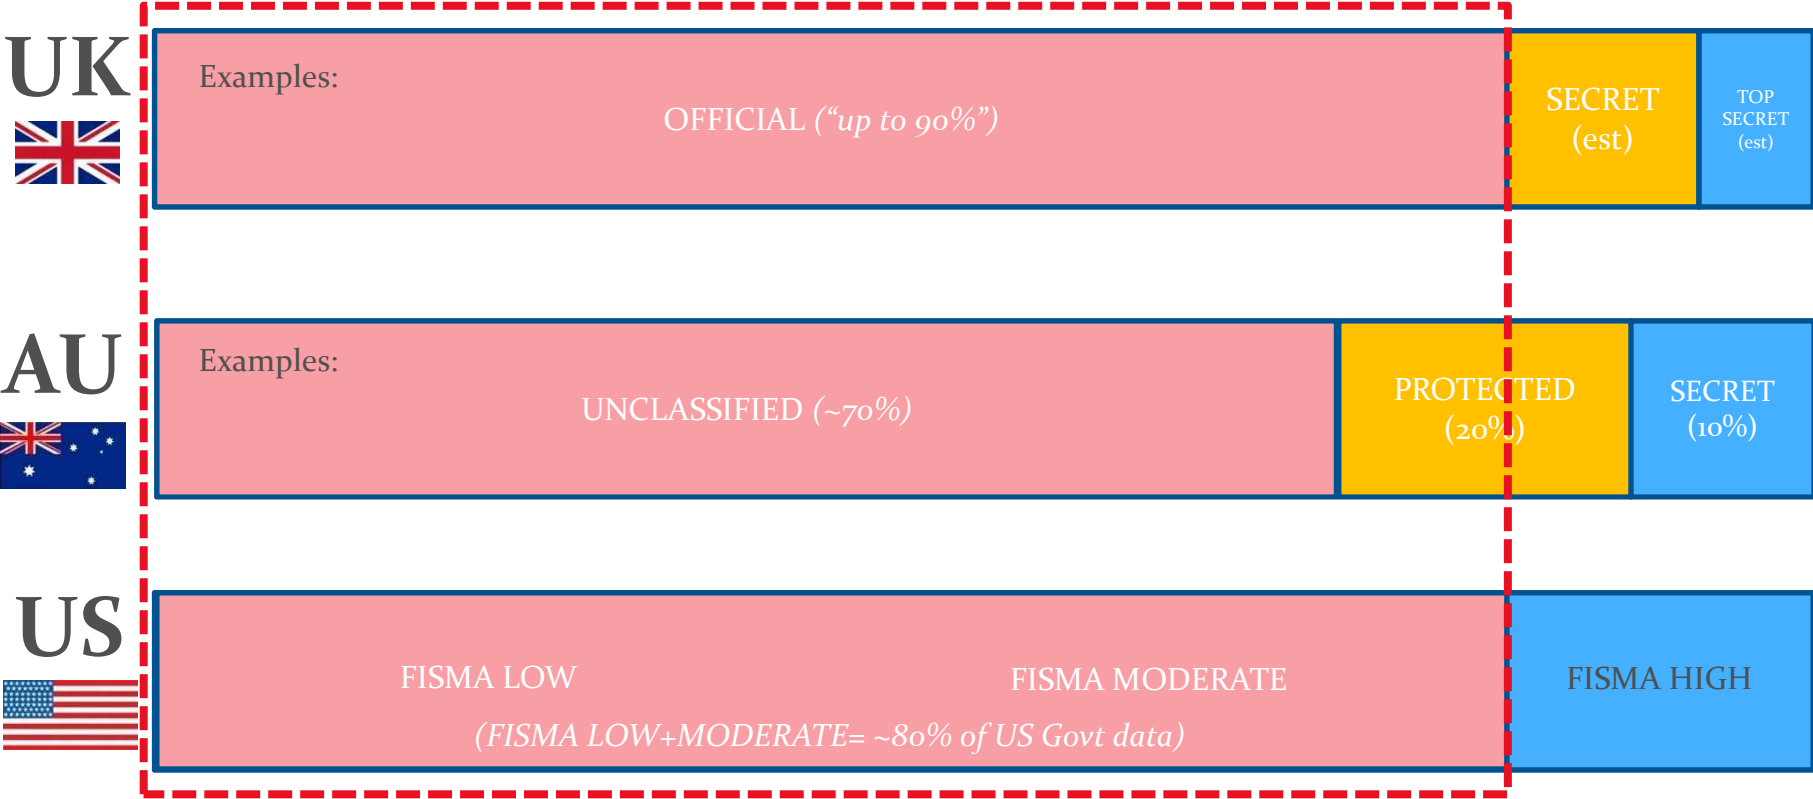 UK
Examples:
OFFICIAL (“up to 90%”)
SECRET
(est)
TOP
SECRET
(est)
AU
Examples:
UNCLASSIFIED (~70%)
PROTECTED
(20%)
SECRET
(10%)
US
FISMA LOW
FISMA MODERATE
FISMA HIGH
(FISMA LOW+MODERATE= ~80% of US Govt data)